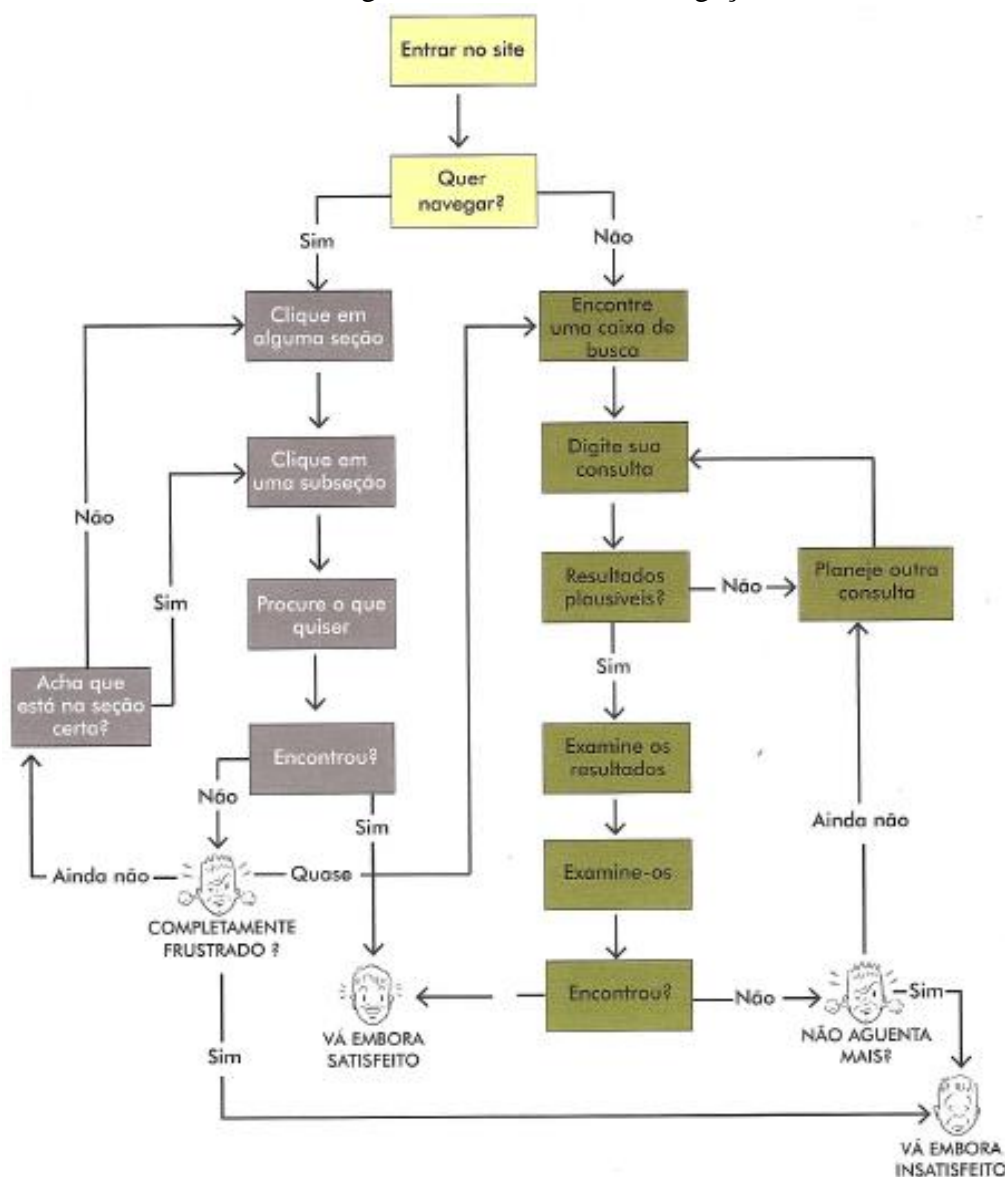 Entrar no site
Quer
navegar?
Sim
Não
Clique em
alguma seção
Encontre
uma caixa de
busca
Clique em
uma subseção
Digite sua
consulta
Não
Sim
Procure o que
quiser
Resultados
plausíveis?
Não
Planeje outra
consulta
Sim
Acha que
está na seção
certa?
Encontrou?
Examine os
resultados
Não
Sim
Ainda não
Ainda não
Quase
Examine-os
COMPLETAMENTE
FRUSTRADO ?
Encontrou?
Não
Sim
VÁ EMBORA
SATISFEITO
NÃO AGUENTA
MAIS?
Sim
VÁ EMBORA
INSATISFEITO